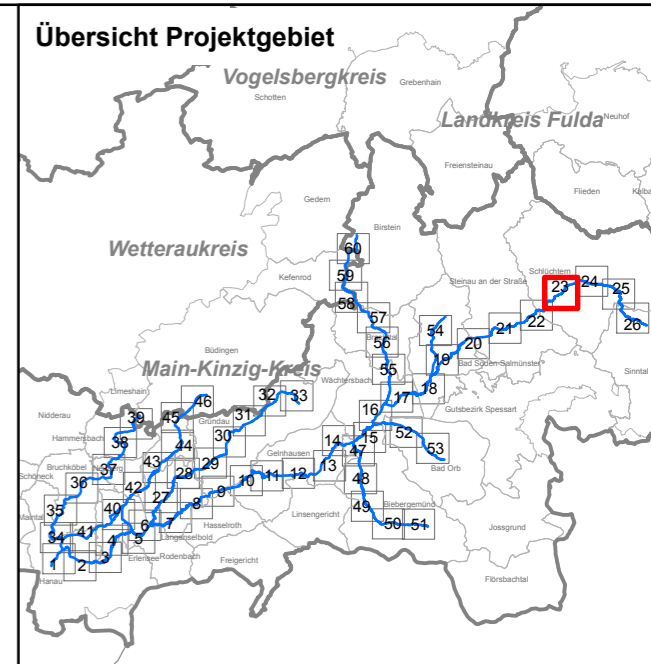 Übersicht Projektgebiet
Vogelsbergkreis
Grebenhain
Schotten
Landkreis Fulda
Neuhof
Freiensteinau
Flieden
Gedern
Birstein
Wetteraukreis
60
Kefenrod
59
Steinau an der Straße
Schlüchtern
23
24
25
58
57
54
22
26
21
56
20
Sinntal
Büdingen
Main-Kinzig-Kreis
19
Bad Soden-Salmünster
Limeshain
Wächtersbach
55
46
32
33
18
17
Nidderau
39
45
31
16
Gutsbezirk Spessart
Hammersbach
38
Gründau
30
44
14
15
52
53
Schöneck
Bruchköbel
37
43
29
Gelnhausen
47
Bad Orb
36
42
28
10
11
12
13
48
Maintal
35
40
27
9
8
Hasselroth
Linsengericht
49
Biebergemünd
50
51
34
41
6
7
Langenselbold
Jossgrund
1
2
3
4
5
Erlensee
Rodenbach
Freigericht
Hanau
Flörsbachtal